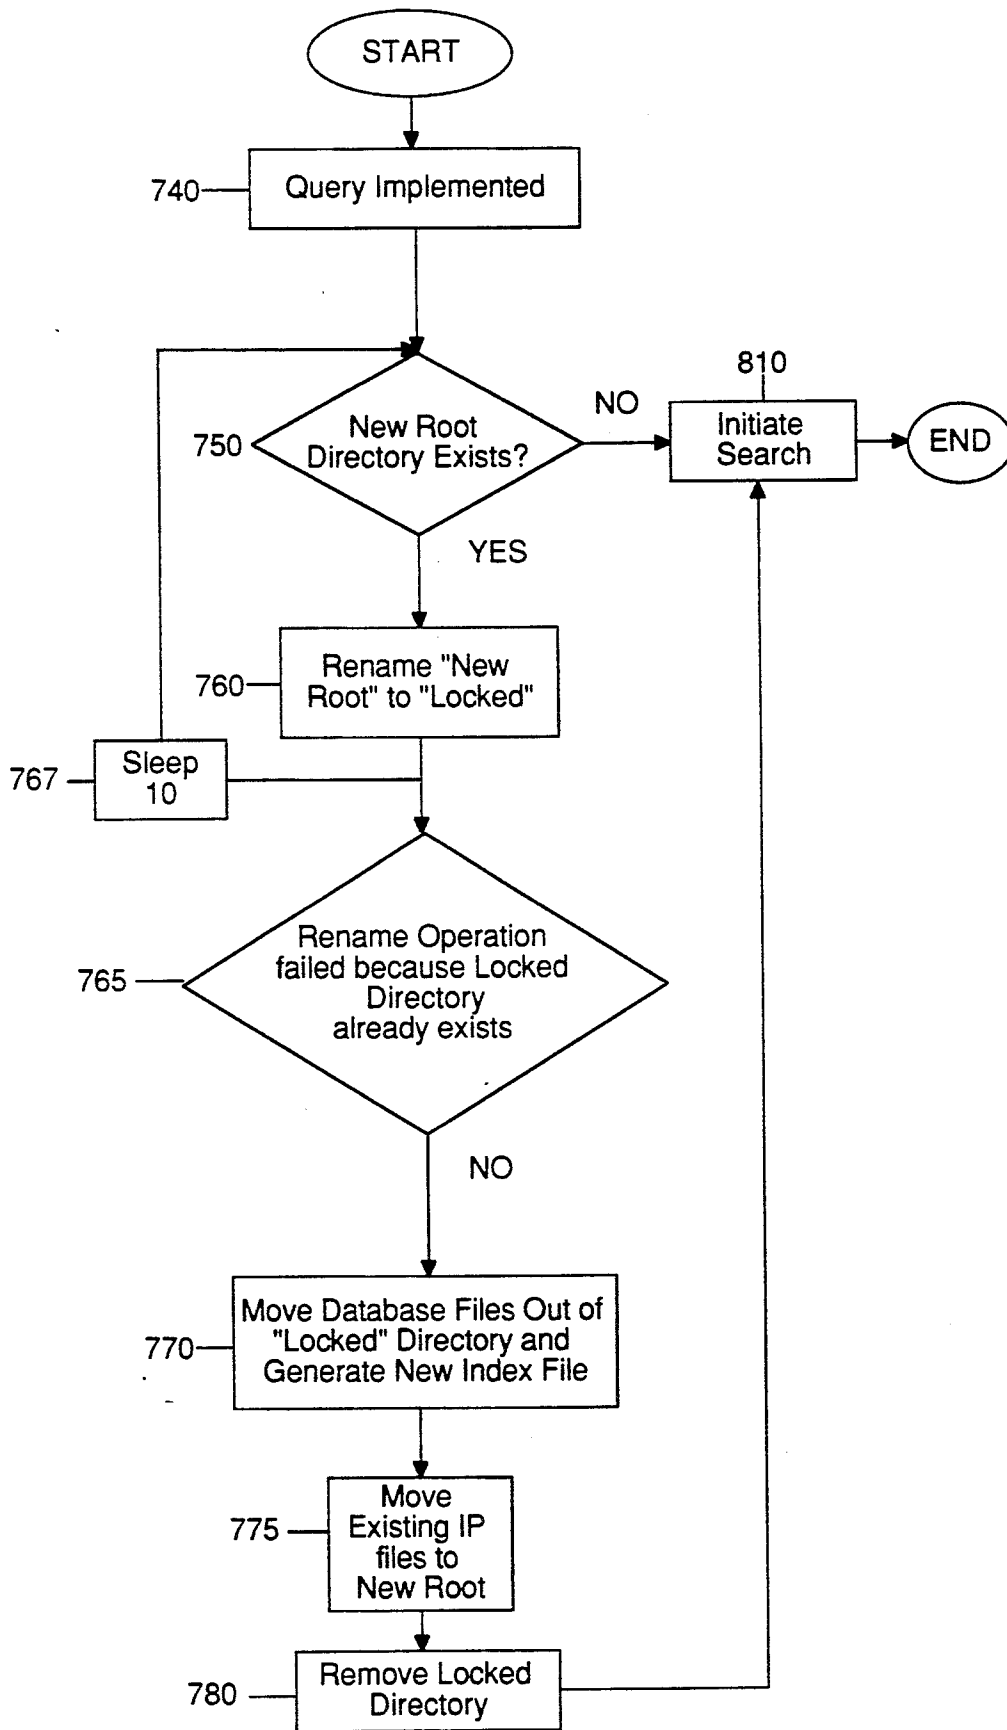 START
740
Query Implemented
810
NO
750
New Root
Directory Exists?
Initiate
Search
END
YES
760
Rename "New
Root" to "Locked"
767
Sleep
10
765
Rename Operation
failed because Locked
Directory
already exists
NO
770
Move Database Files Out of
"Locked" Directory and
Generate New Index File
775
Move
Existing IP
files to
New Root
780
Remove Locked
Directory